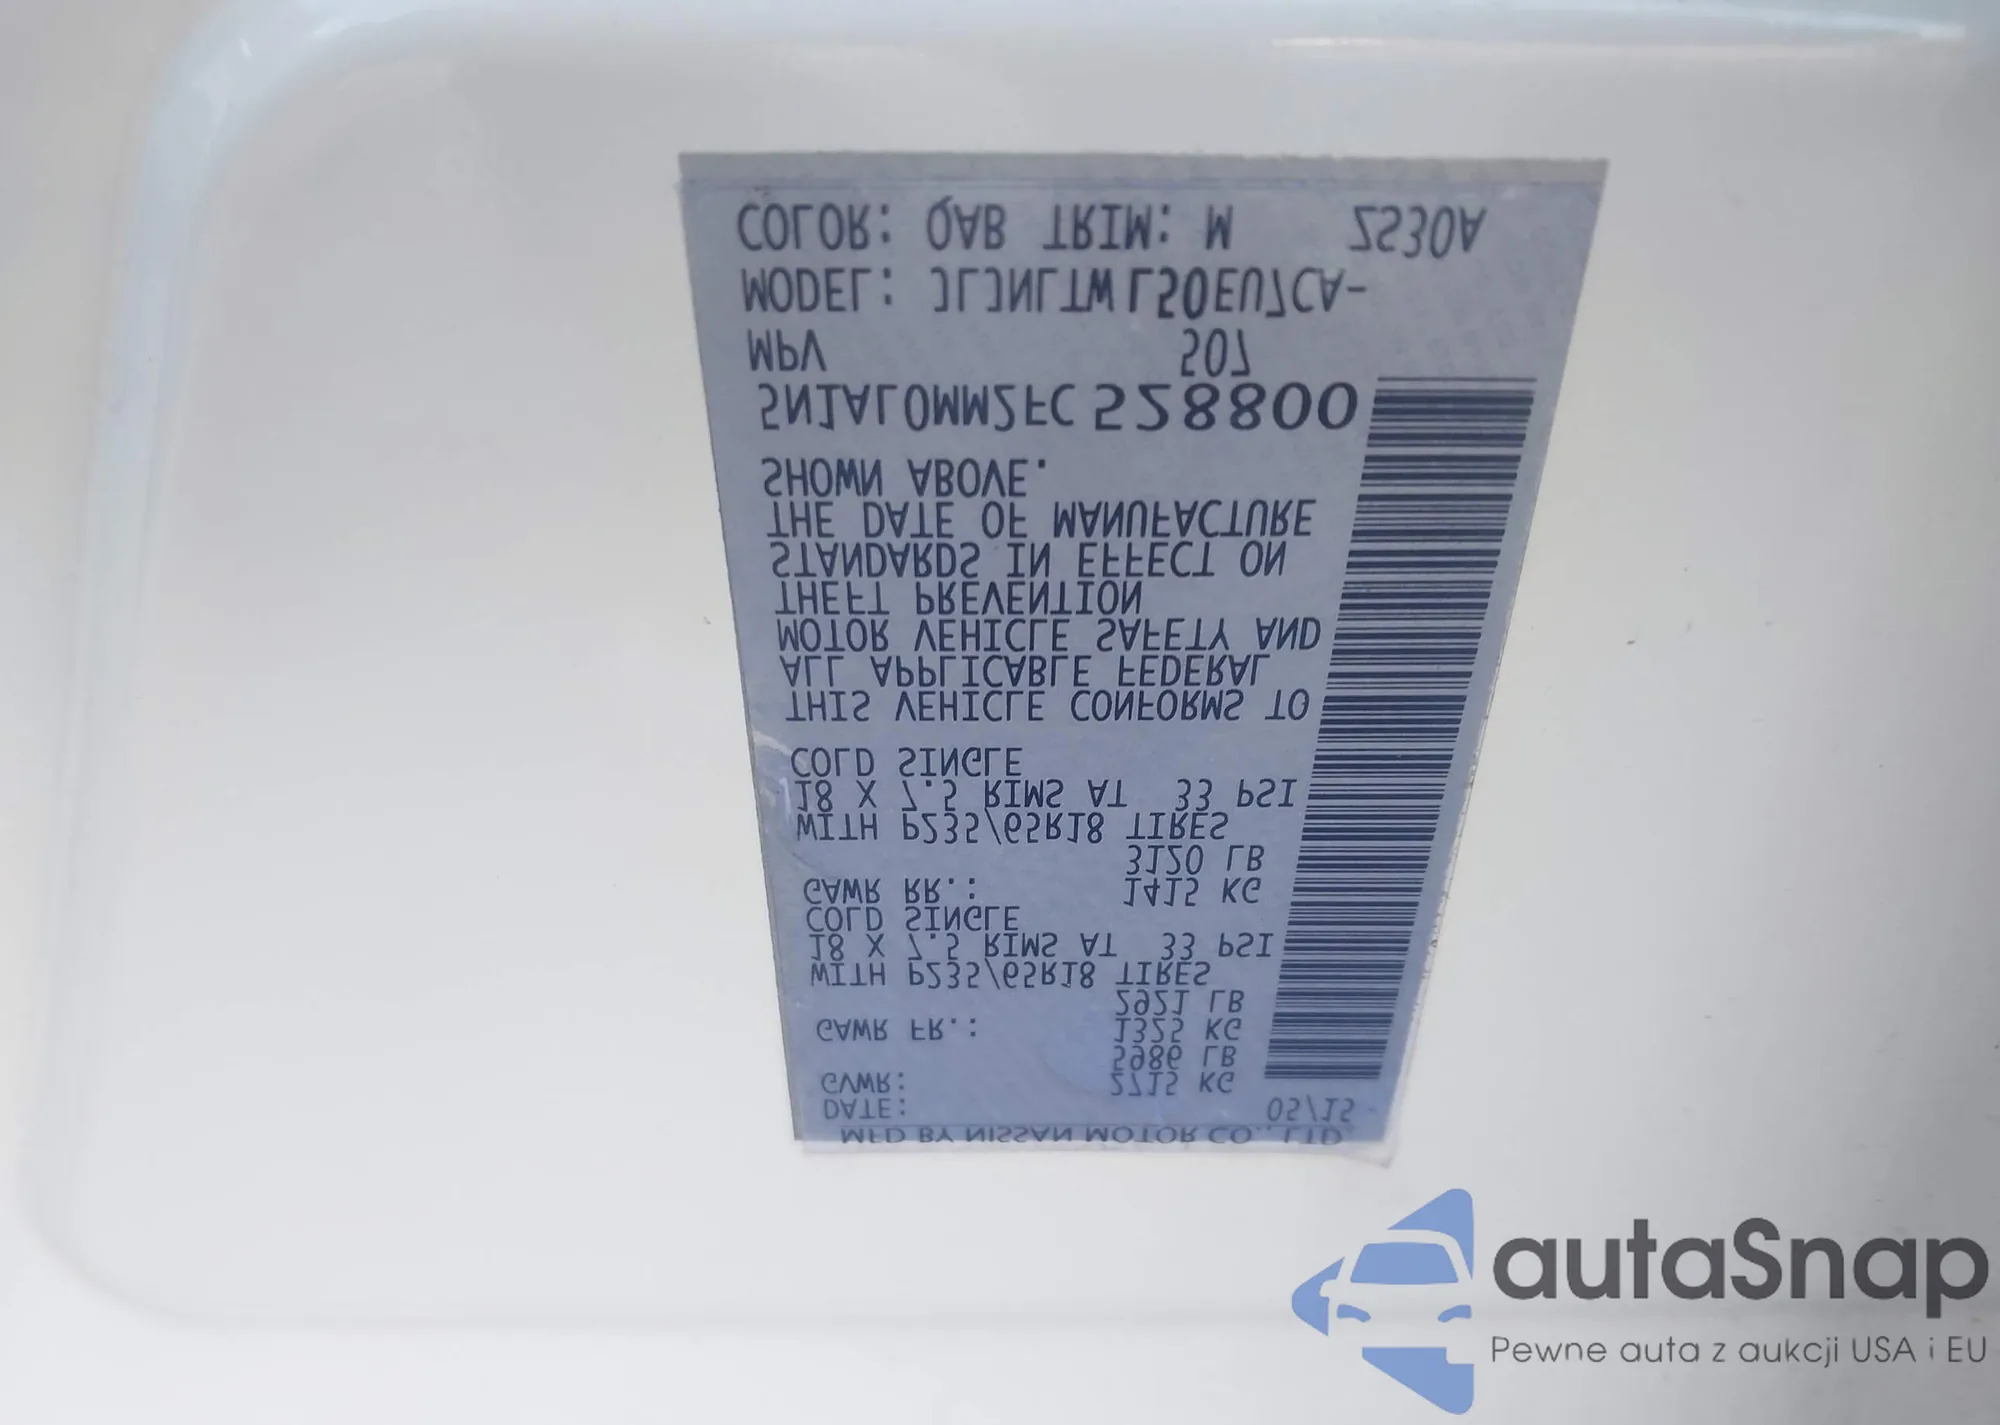 MFD BY NISSAN MOTOR CO., LTD.
DATE: 05/15
GVWR: 2715 KG
5986 LB
GAWR FR.: 1325 KG
2921 LB
WITH P235/65R18 TIRES
18 X 7.5 RIMS AT 33 PSI
COLD SINGLE
GAWR RR.: 1415 KG
3120 LB
WITH P235/65R18 TIRES
18 X 7.5 RIMS AT 33 PSI
COLD SINGLE
THIS VEHICLE CONFORMS TO
ALL APPLICABLE FEDERAL
MOTOR VEHICLE SAFETY AND
THEFT PREVENTION
STANDARDS IN EFFECT ON
THE DATE OF MANUFACTURE
SHOWN ABOVE.
5N1AL0MM2FC528800
MPV 507
MODEL: JLJNLTWL50EU7CA-
COLOR: QAB TRIM: W ZS30A
autaSnap
Pewne auta z aukcji USA i EU